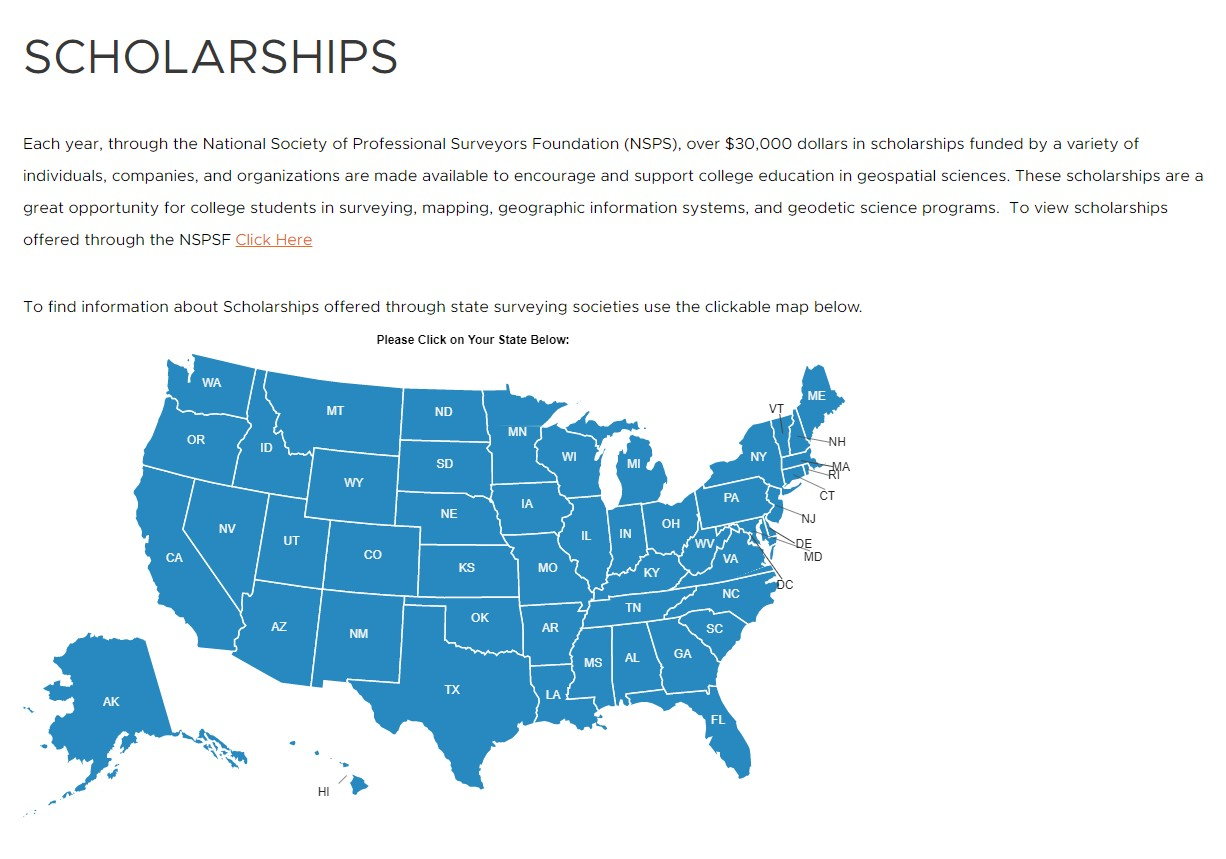 SCHOLARSHIPS
Each year, through the National Society of Professional Surveyors Foundation (NSPS), over $30,000 dollars in scholarships funded by a variety of
individuals, companies, and organizations are made available to encourage and support college education in geospatial sciences. These scholarships are a
great opportunity for college students in surveying, mapping, geographic information systems, and geodetic science programs. To view scholarships
offered through the NSPSF Click Here
To find information about Scholarships offered through state surveying societies use the clickable map below.
Please Click on Your State Below:
WA
MT
ND
MN
ME
VT
OR
ID
SD
WI
MI
NY
NH
MA
RI
WY
NE
IA
PA
CT
NV
UT
CO
IL
IN
OH
NJ
CA
KS
MO
KY
WV
VA
DE
MD
DC
AZ
NM
OK
AR
TN
NC
SC
MS
AL
GA
AK
TX
LA
FL
HI